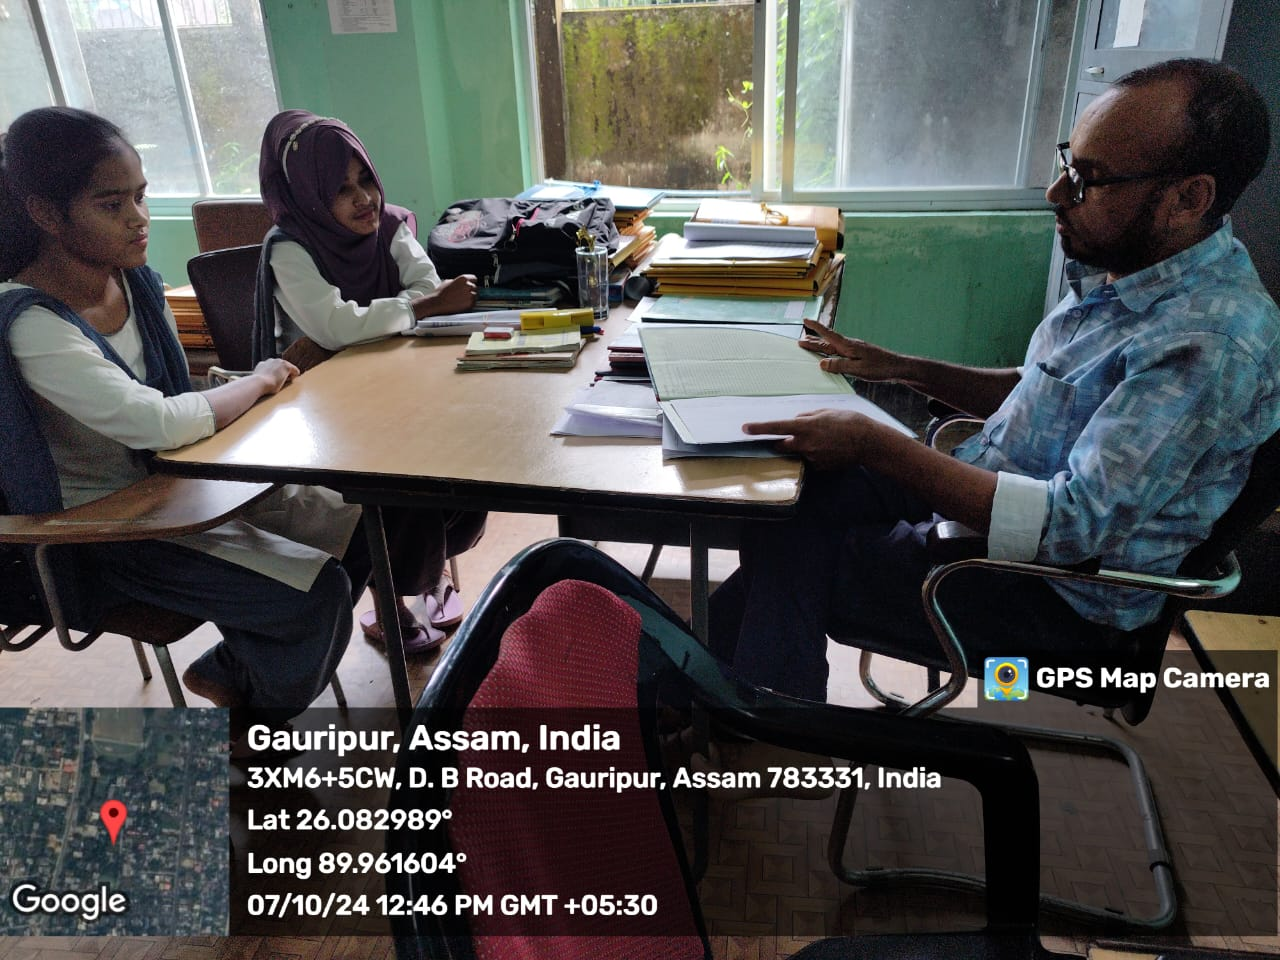 GPS Map Camera
Gauripur, Assam, India
3XM6+5CW, D. B Road, Gauripur, Assam 783331, India
Lat 26.082989°
Long 89.961604°
07/10/24 12:46 PM GMT +05:30
Google